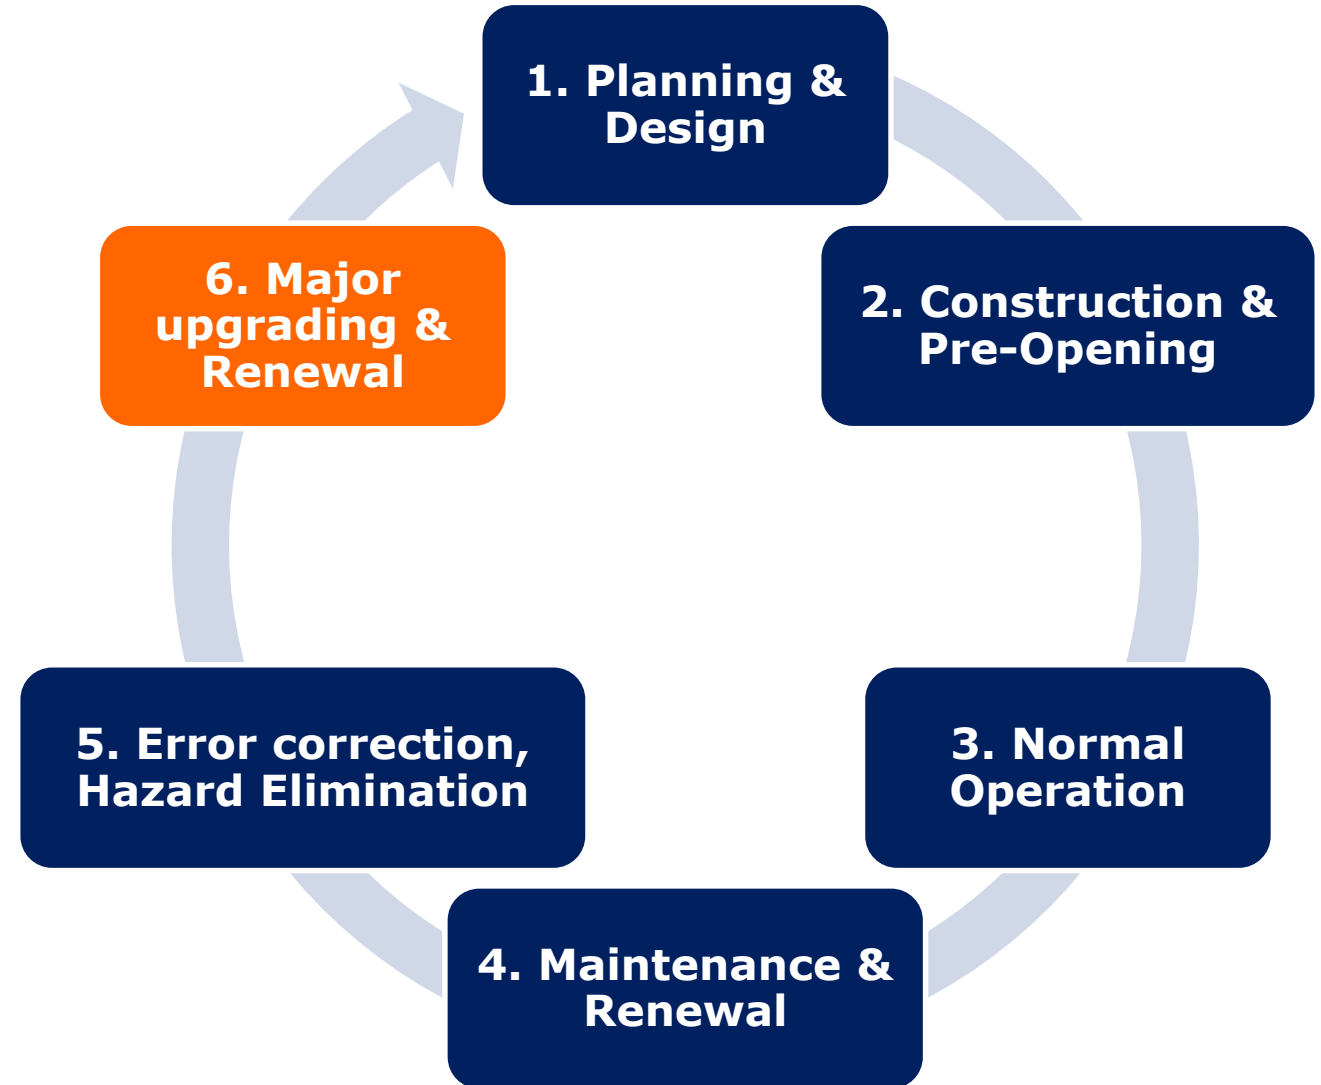 1. Planning &
Design
2. Construction &
Pre-Opening
3. Normal
Operation
4. Maintenance &
Renewal
5. Error correction,
Hazard Elimination
6. Major
upgrading &
Renewal